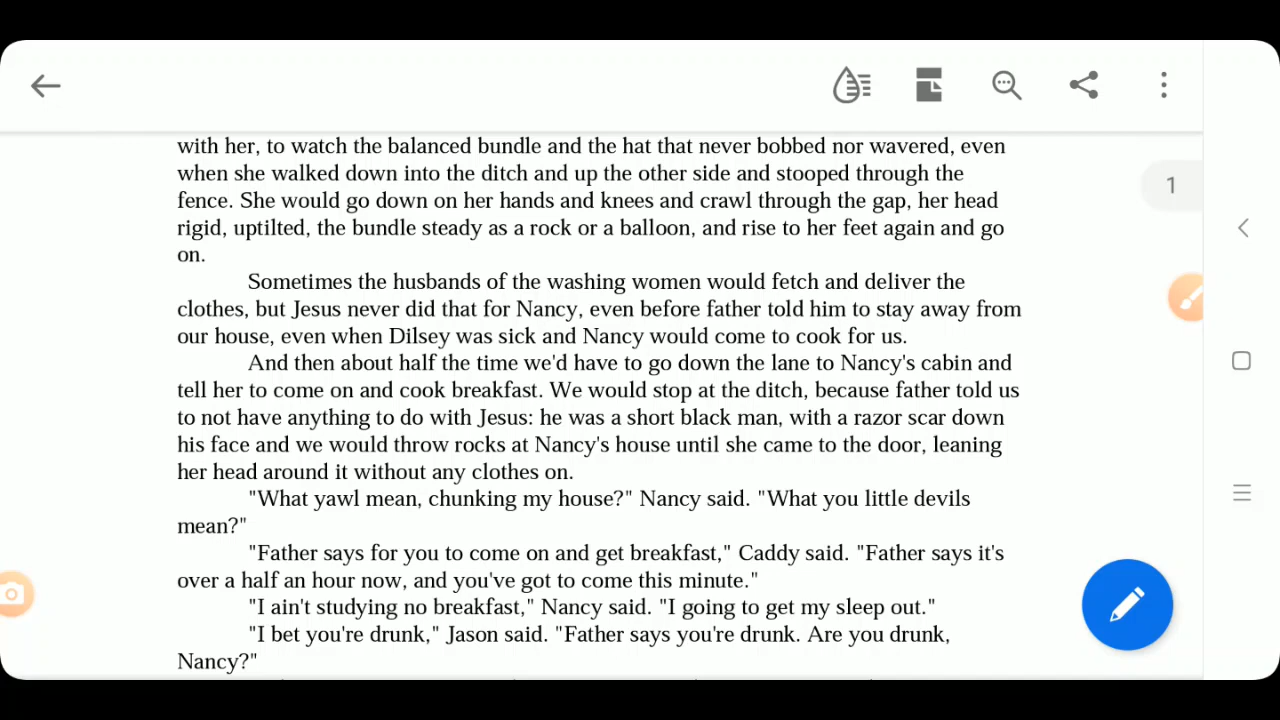 with her, to watch the balanced bundle and the hat that never bobbed nor wavered, even
when she walked down into the ditch and up the other side and stooped through the
fence. She would go down on her hands and knees and crawl through the gap, her head
rigid, uptilted, the bundle steady as a rock or a balloon, and rise to her feet again and go
on.
Sometimes the husbands of the washing women would fetch and deliver the
clothes, but Jesus never did that for Nancy, even before father told him to stay away from
our house, even when Dilsey was sick and Nancy would come to cook for us.
And then about half the time we'd have to go down the lane to Nancy's cabin and
tell her to come on and cook breakfast. We would stop at the ditch, because father told us
to not have anything to do with Jesus: he was a short black man, with a razor scar down
his face and we would throw rocks at Nancy's house until she came to the door, leaning
her head around it without any clothes on.
"What yawl mean, chunking my house?" Nancy said. "What you little devils
mean?"
"Father says for you to come on and get breakfast," Caddy said. "Father says it's
over a half an hour now, and you've got to come this minute."
"I ain't studying no breakfast," Nancy said. "I going to get my sleep out."
"I bet you're drunk," Jason said. "Father says you're drunk. Are you drunk,
Nancy?"
1